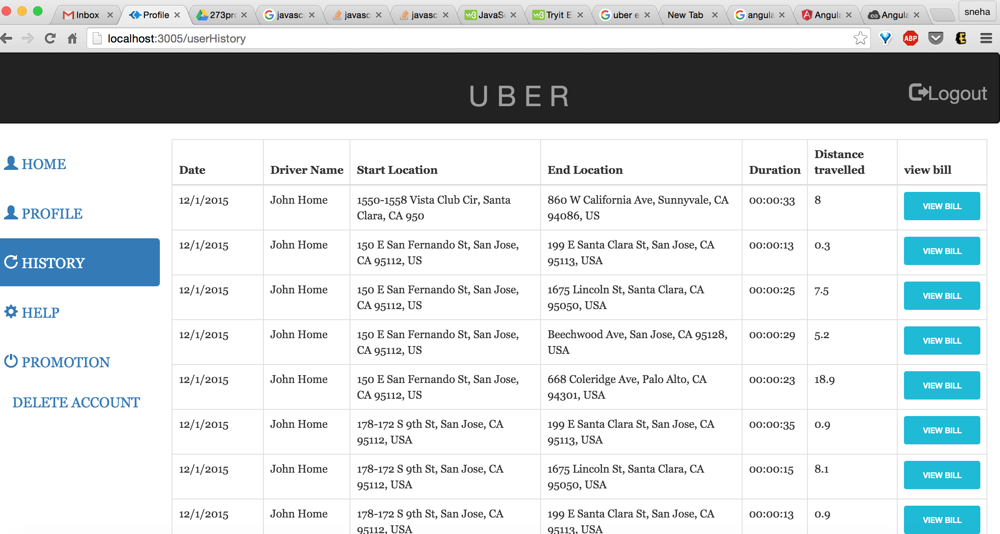 Inbox
Profile
273pr
javasc
javasc
javasc
JavaSc
Tryit E
uber e
New Tab
angula
Angula
Angula
sneha
localhost:3005/userHistory
ABP
UBER
Logout
HOME
PROFILE
HISTORY
HELP
PROMOTION
DELETE ACCOUNT
Date Driver Name Start Location End Location Duration Distance travelled view bill
12/1/2015 John Home 1550-1558 Vista Club Cir, Santa 860 W California Ave, Sunnyvale, CA 00:00:33 8 VIEW BILL
Clara, CA 950 94086, US
12/1/2015 John Home 150 E San Fernando St, San Jose, 199 E Santa Clara St, San Jose, CA 00:00:13 0.3 VIEW BILL
CA 95112, US 95113, USA
12/1/2015 John Home 150 E San Fernando St, San Jose, 1675 Lincoln St, Santa Clara, CA 00:00:25 7.5 VIEW BILL
CA 95112, US 95050, USA
12/1/2015 John Home 150 E San Fernando St, San Jose, Beechwood Ave, San Jose, CA 95128, 00:00:29 5.2 VIEW BILL
CA 95112, US USA
12/1/2015 John Home 150 E San Fernando St, San Jose, 668 Coleridge Ave, Palo Alto, CA 00:00:23 18.9 VIEW BILL
CA 95112, US 94301, USA
12/1/2015 John Home 178-172 S 9th St, San Jose, CA 199 E Santa Clara St, San Jose, CA 00:00:35 0.9 VIEW BILL
95112, USA 95113, USA
12/1/2015 John Home 178-172 S 9th St, San Jose, CA 1675 Lincoln St, Santa Clara, CA 00:00:15 8.1 VIEW BILL
95112, USA 95050, USA
12/1/2015 John Home 178-172 S 9th St, San Jose, CA 199 E Santa Clara St, San Jose, CA 00:00:13 0.9 VIEW BILL
95112, USA 95113, USA